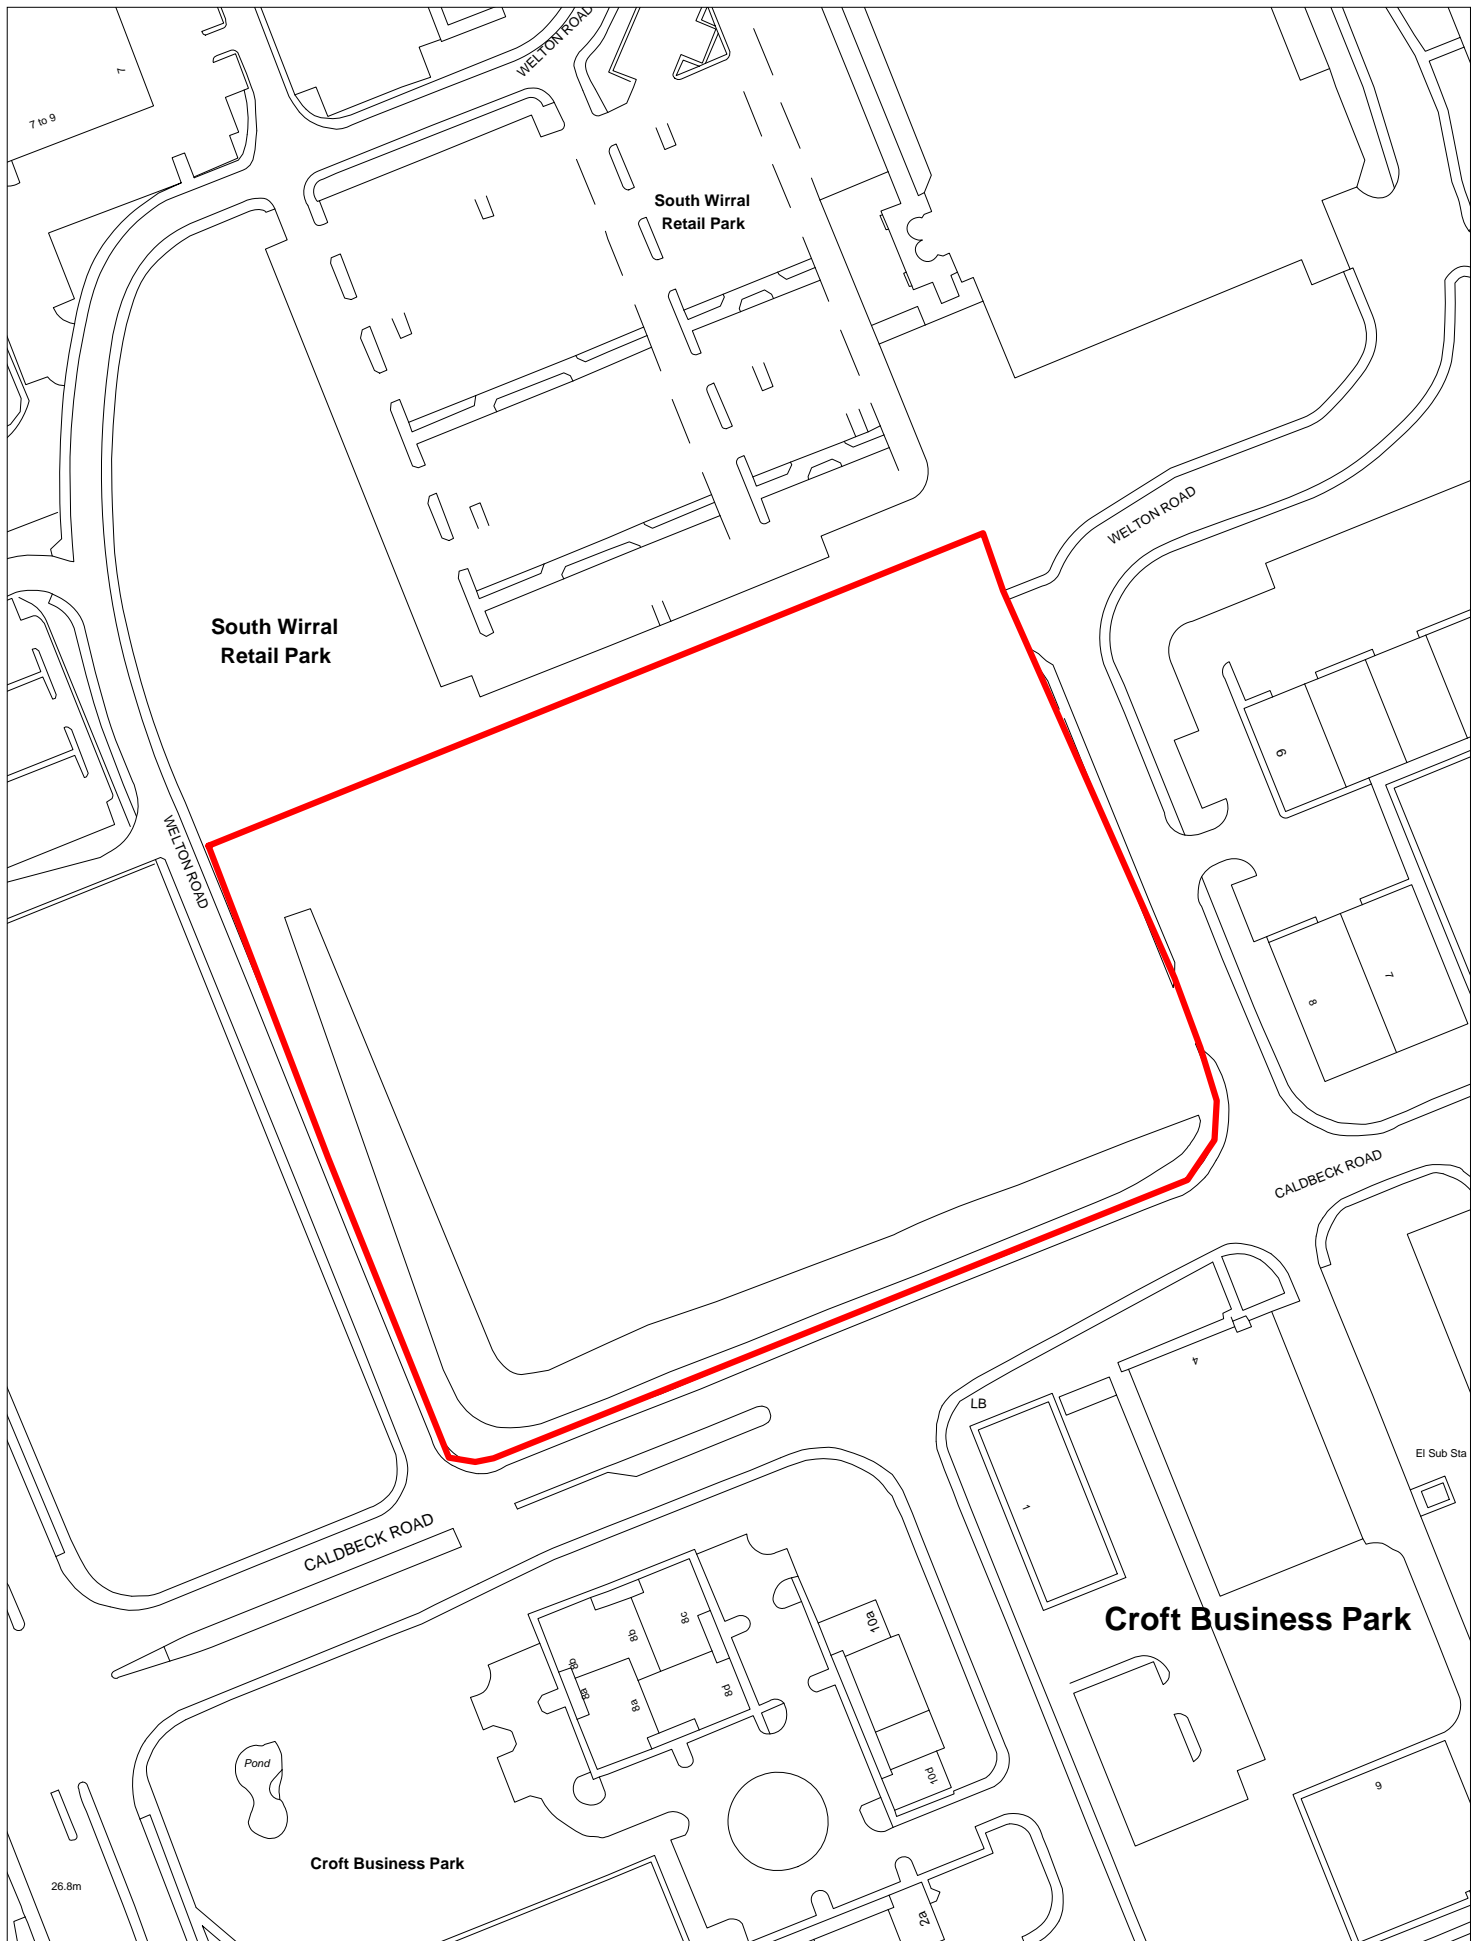 WELTON ROAD
7
7 to 9
South Wirral
Retail Park
WELTON ROAD
South Wirral
Retail Park
6
WELTON ROAD
7
8
CALDBECK ROAD
4
LB
El Sub Sta
1
CALDBECK ROAD
Croft Business Park
10a
8c
8b
8b
8a
8a
8d
Pond
10d
9
Croft Business Park
26.8m
2a